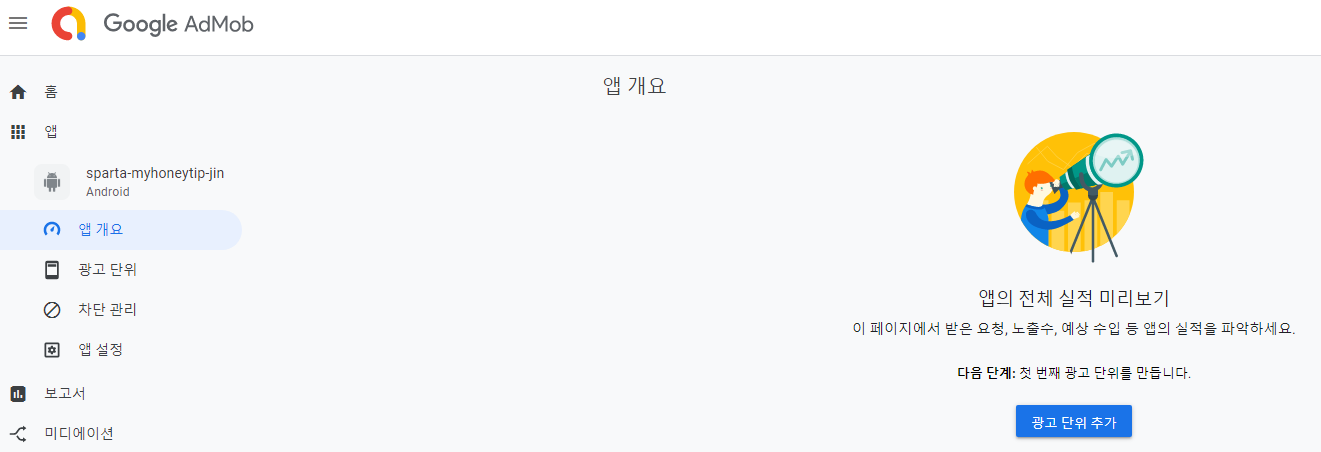 Google AdMob
홈
앱
sparta-myhoneytip-jin
Android
앱 개요
광고 단위
차단 관리
앱 설정
보고서
미디에이션
앱 개요
앱의 전체 실적 미리보기
이 페이지에서 받은 요청, 노출수, 예상 수입 등 앱의 실적을 파악하세요.
다음 단계: 첫 번째 광고 단위를 만듭니다.
광고 단위 추가